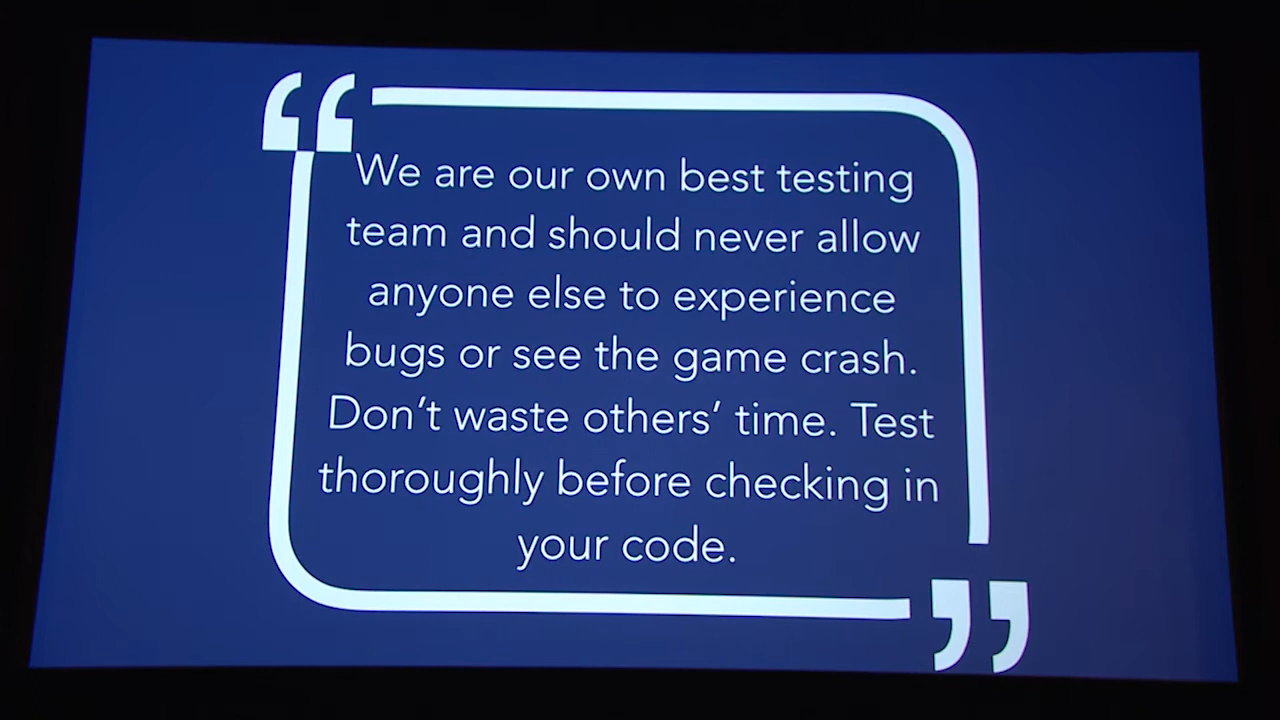 We are our own best testing
team and should never allow
anyone else to experience
bugs or see the game crash.
Don’t waste others’ time. Test
thoroughly before checking in
your code.